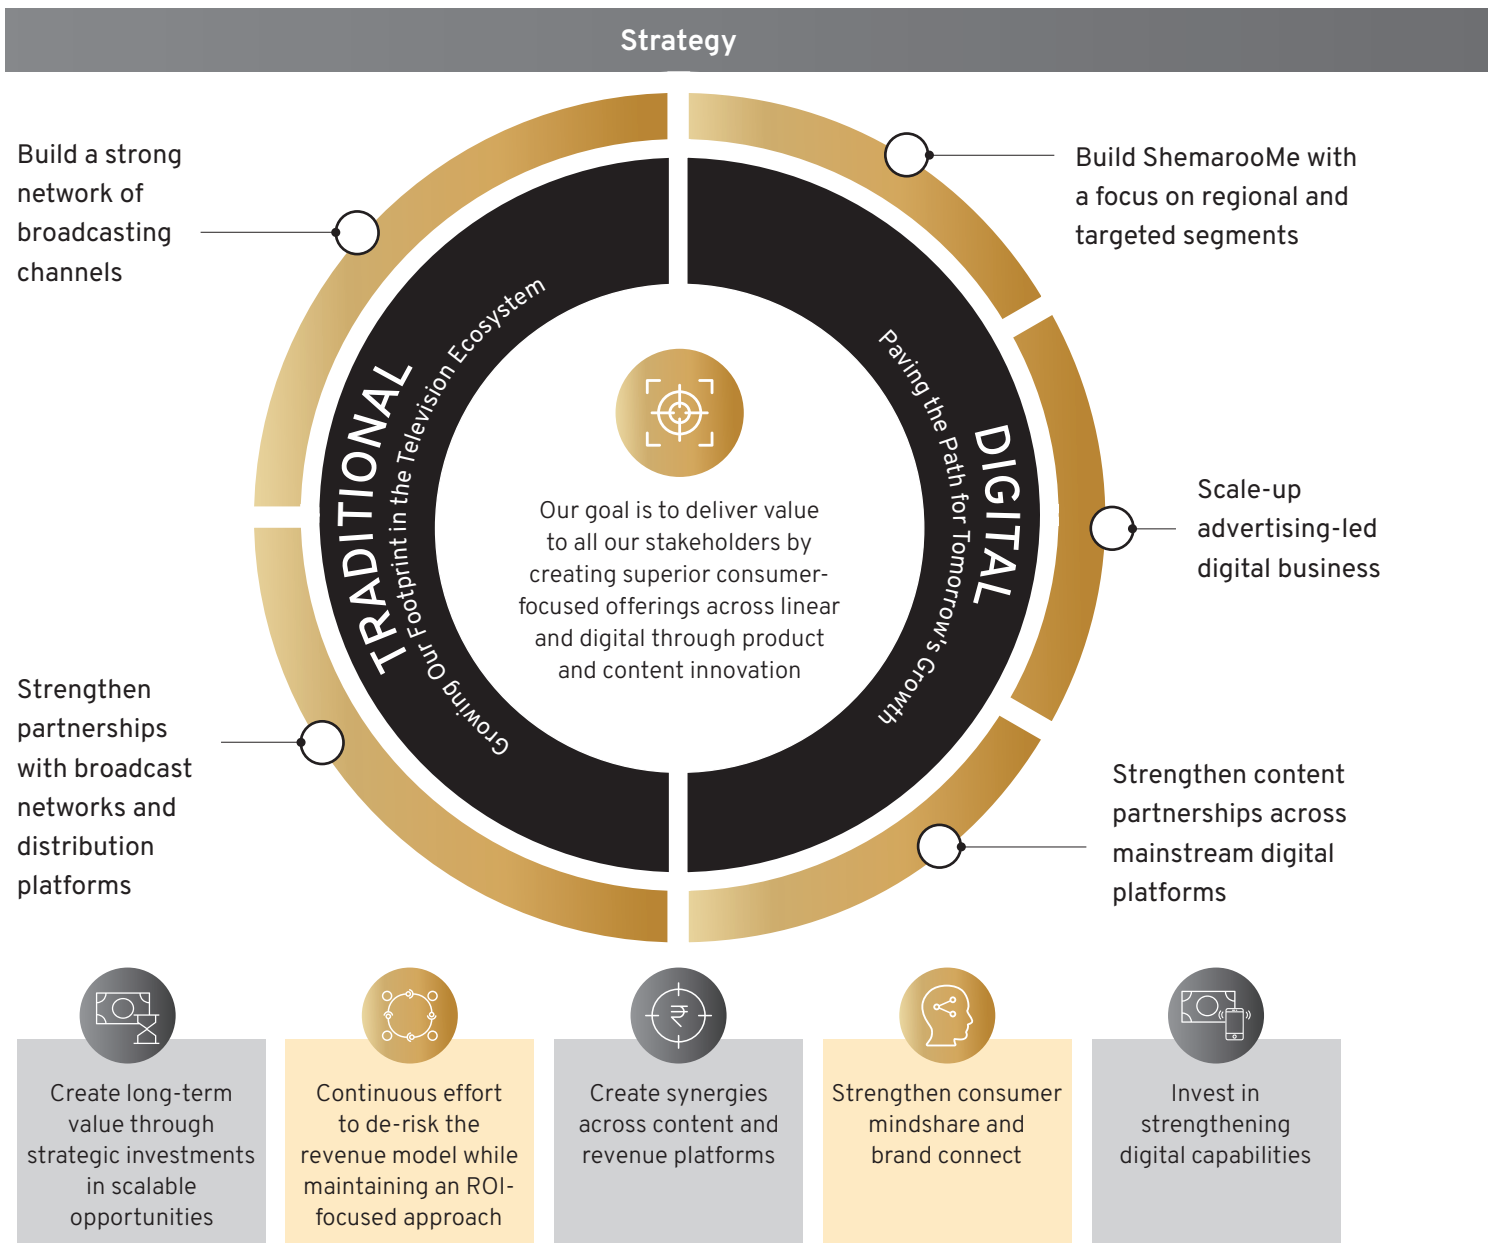 Strategy
Build a strong
network of
broadcasting
channels
Strengthen
partnerships
with broadcast
networks and
distribution
platforms
TRADITIONAL
Growing Our Footprint in the Television Ecosystem
Our goal is to deliver value
to all our stakeholders by
creating superior consumer-
focused offerings across linear
and digital through product
and content innovation
DIGITAL
Paving the Path for Tomorrow's Growth
Build ShemarooMe with
a focus on regional and
targeted segments
Scale-up
advertising-led
digital business
Strengthen content
partnerships across
mainstream digital
platforms
Create long-term
value through
strategic investments
in scalable
opportunities
Continuous effort
to de-risk the
revenue model while
maintaining an ROI-
focused approach
₹
Create synergies
across content and
revenue platforms
Strengthen consumer
mindshare and
brand connect
Invest in
strengthening
digital capabilities